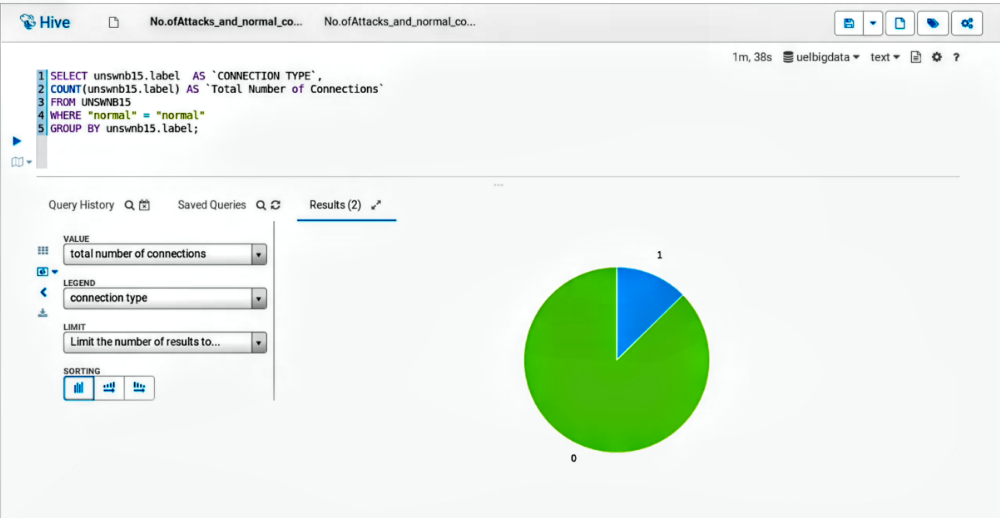 Hive No.ofAttacks_and_normal_co... No.ofAttacks_and_normal_co...
1m, 38s uelbigdata text ?
1 SELECT unswnb15.label  AS `CONNECTION TYPE`,
2 COUNT(unswnb15.label) AS `Total Number of Connections`
3 FROM UNSWNB15
4 WHERE "normal" = "normal"
5 GROUP BY unswnb15.label;
Query History Saved Queries Results (2)
VALUE
total number of connections
LEGEND
connection type
LIMIT
Limit the number of results to...
SORTING
1
0